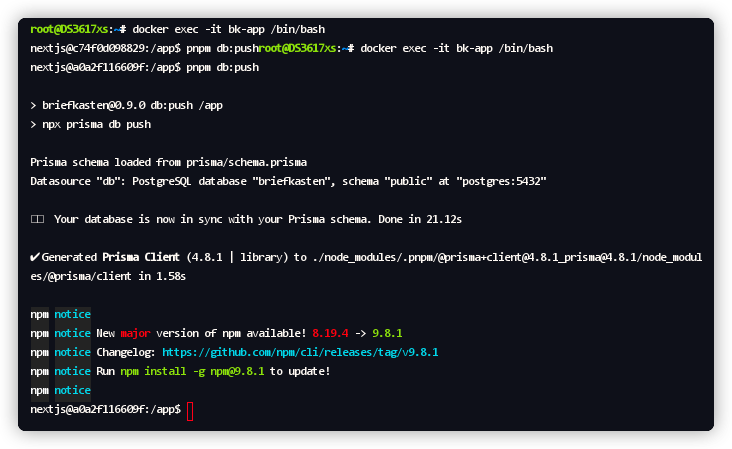 root@DS3617xs:~# docker exec -it bk-app /bin/bash
nextjs@c74f0d098829:/app$ pnpm db:pushroot@DS3617xs:~# docker exec -it bk-app /bin/bash
nextjs@a0a2f116609f:/app$ pnpm db:push
> briefkasten@0.9.0 db:push /app
> npx prisma db push
Prisma schema loaded from prisma/schema.prisma
Datasource "db": PostgreSQL database "briefkasten", schema "public" at "postgres:5432"
Your database is now in sync with your Prisma schema. Done in 21.12s
✔ Generated Prisma Client (4.8.1 | library) to ./node_modules/.pnpm/@prisma+client@4.8.1_prisma@4.8.1/node_modul
es/@prisma/client in 1.58s
npm notice
npm notice New major version of npm available! 8.19.4 -> 9.8.1
npm notice Changelog: https://github.com/npm/cli/releases/tag/v9.8.1
npm notice Run npm install -g npm@9.8.1 to update!
npm notice
nextjs@a0a2f116609f:/app$